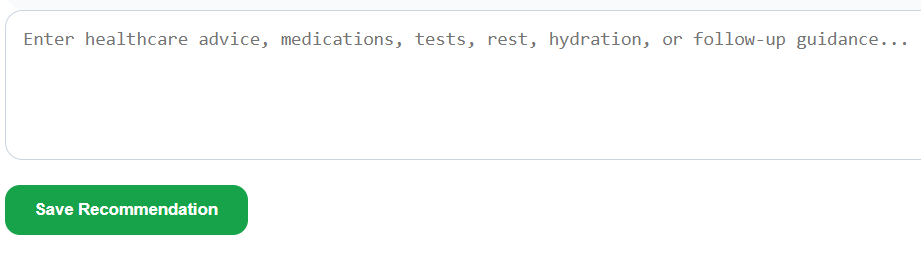 Enter healthcare advice, medications, tests, rest, hydration, or follow-up guidance...
Save Recommendation